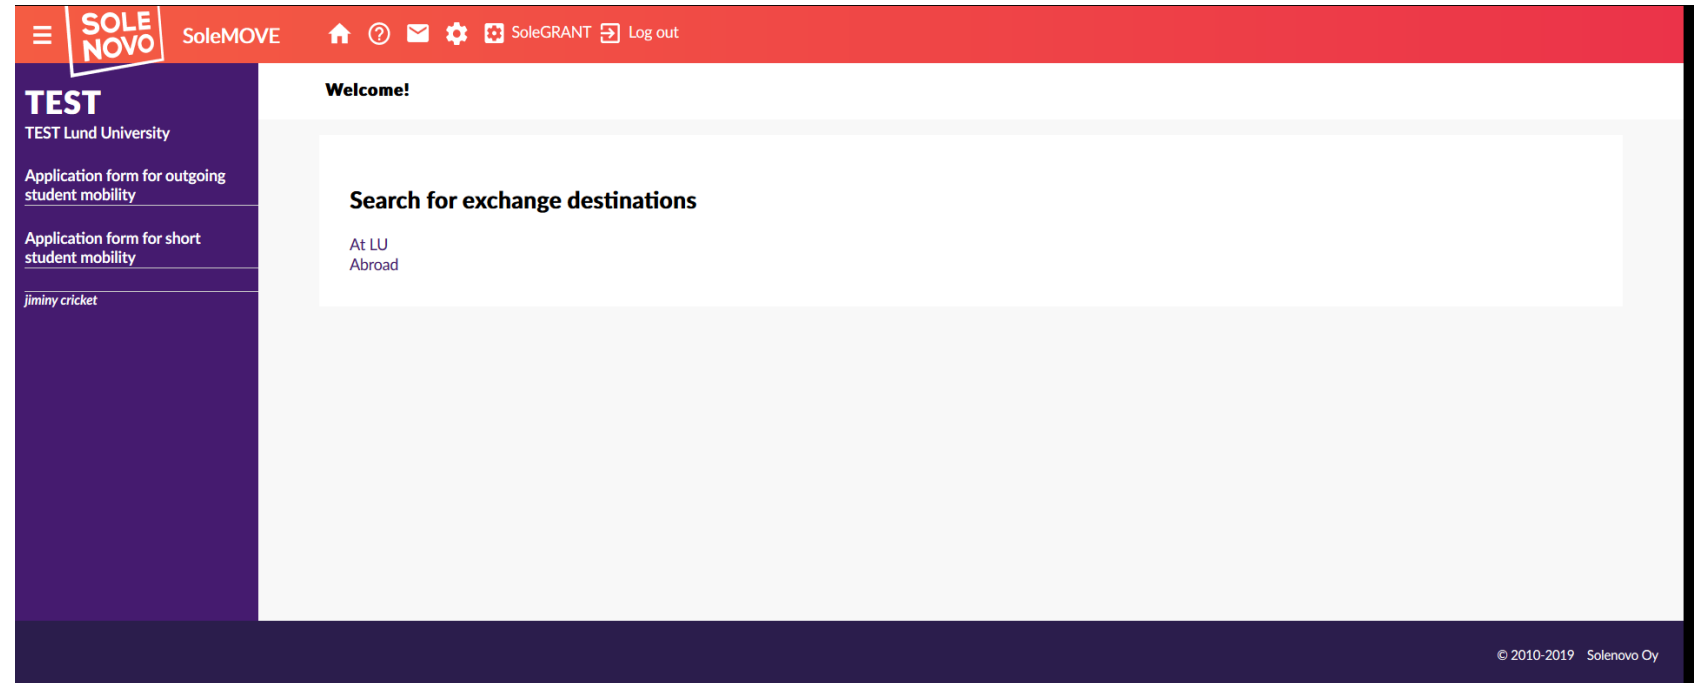 SOLE
NOVO
SoleMOVE
SoleGRANT Log out
TEST
TEST Lund University
Application form for outgoing
student mobility
Application form for short
student mobility
jiminy cricket
Welcome!
Search for exchange destinations
At LU
Abroad
© 2010-2019 Solenovo Oy